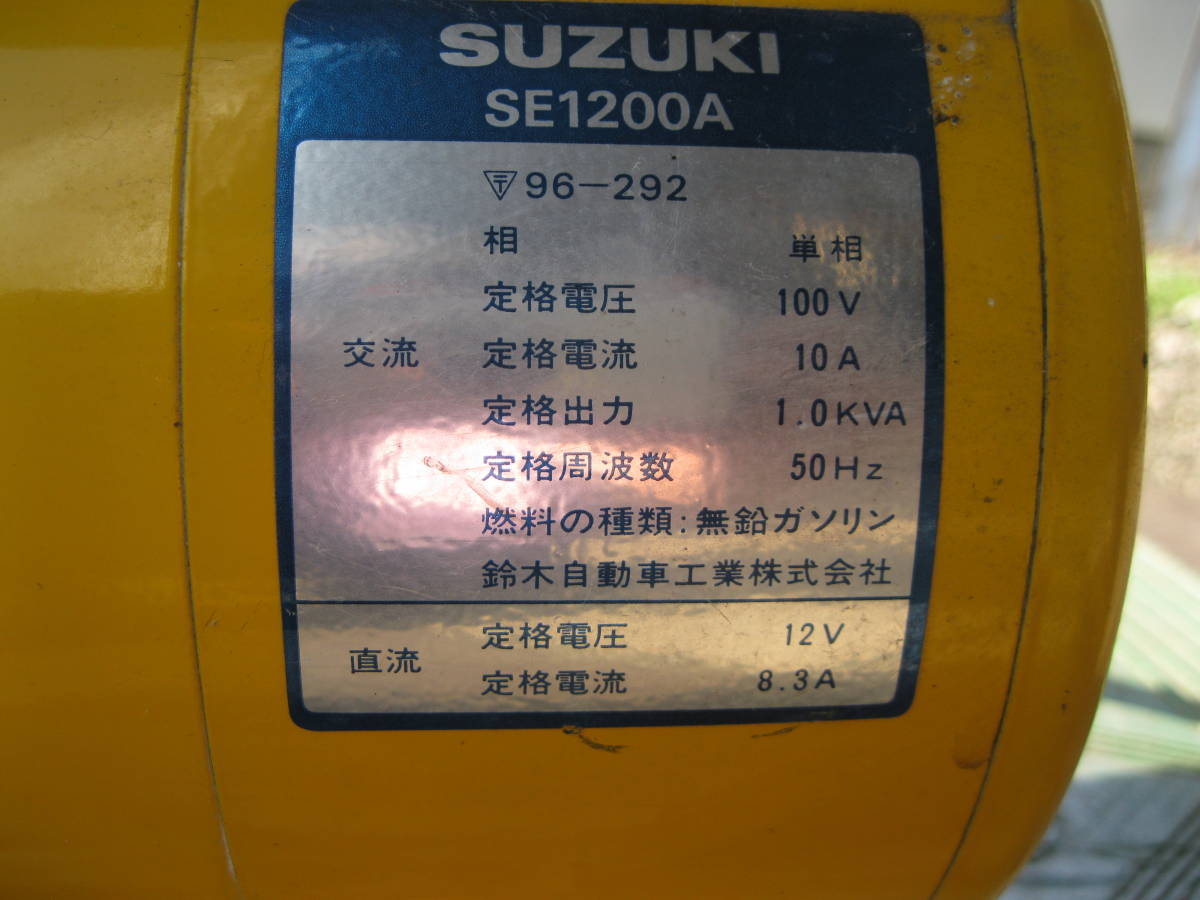 SUZUKI
SE1200A
〒96-292
相 単相
定格電圧 100V
交流 定格電流 10A
定格出力 1.0KVA
定格周波数 50Hz
燃料の種類:無鉛ガソリン
鈴木自動車工業株式会社
直流 定格電圧 12V
定格電流 8.3A